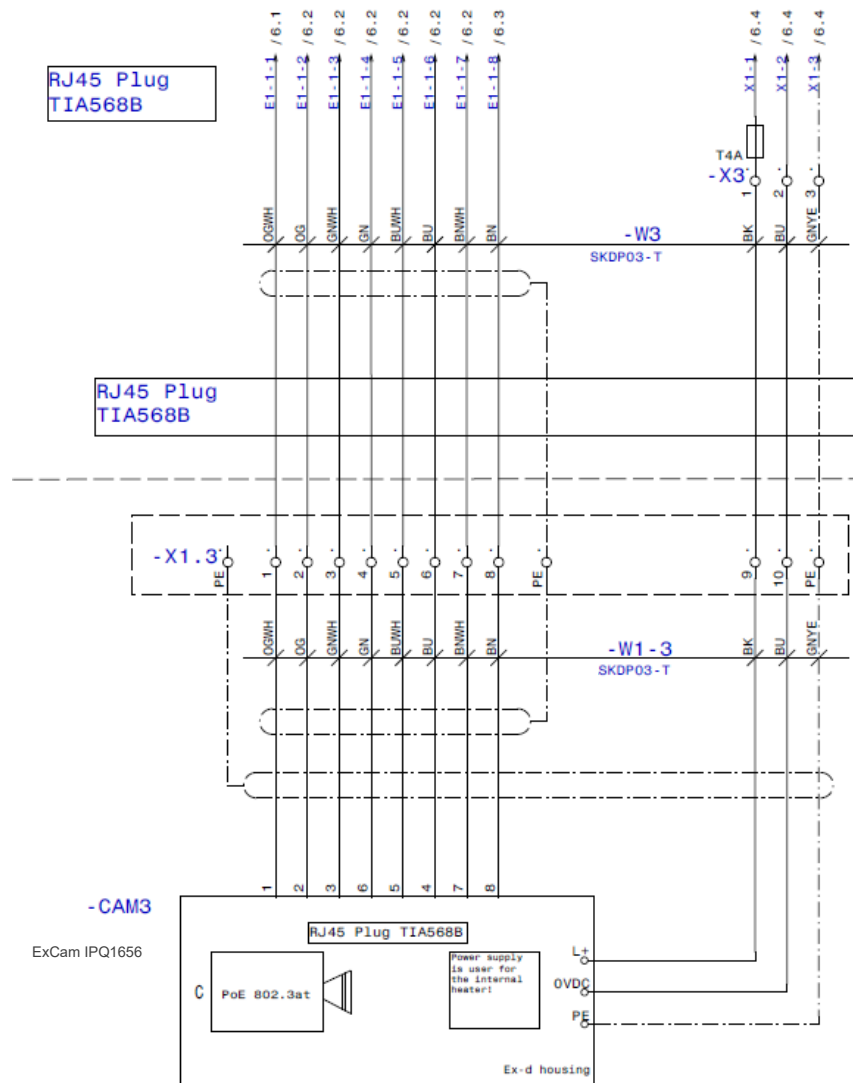 E1-1-1 /6.1
E1-1-2 /6.2
E1-1-3 /6.2
E1-1-4 /6.2
E1-1-5 /6.2
E1-1-6 /6.2
E1-1-7 /6.2
E1-1-8 /6.3
X1-1 /6.4
X1-2 /6.4
X1-3 /6.4
RJ45 Plug
TIA568B
T4A
-X3
1
2
3
OGWH
OG
GNWH
GN
BUWH
BU
BNWH
BN
-W3
SKDP03-T
BK
BU
GNYE
RJ45 Plug
TIA568B
-X1.3
PE
1
2
3
4
5
6
7
8
PE
9
10
PE
OGWH
OG
GNWH
GN
BUWH
BU
BNWH
BN
-W1-3
SKDP03-T
BK
BU
GNYE
1
2
3
6
5
4
7
8
-CAM3
ExCam IPQ1656
RJ45 Plug TIA568B
C
PoE 802.3at
Power supply
is user for
the internal
heater!
L+
0VDC
PE
Ex-d housing